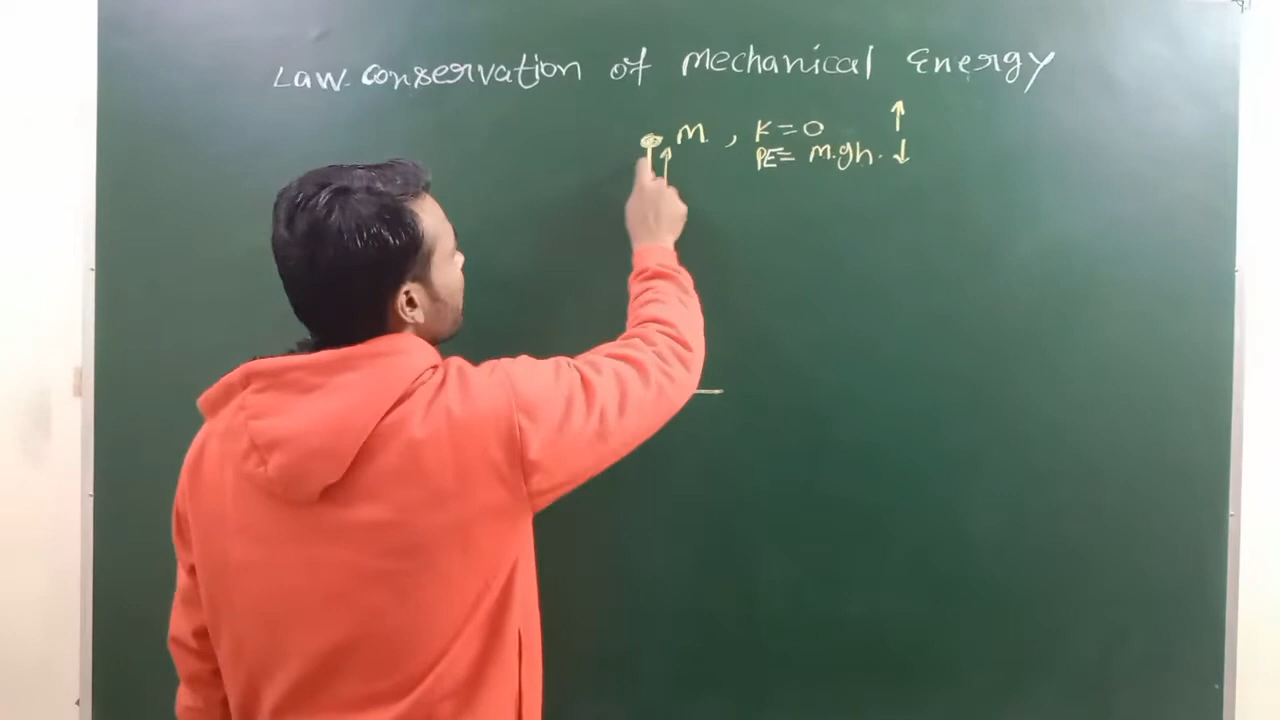 Law conservation of Mechanical Energy
M , K = 0 ↑
PE = m.gh. ↓